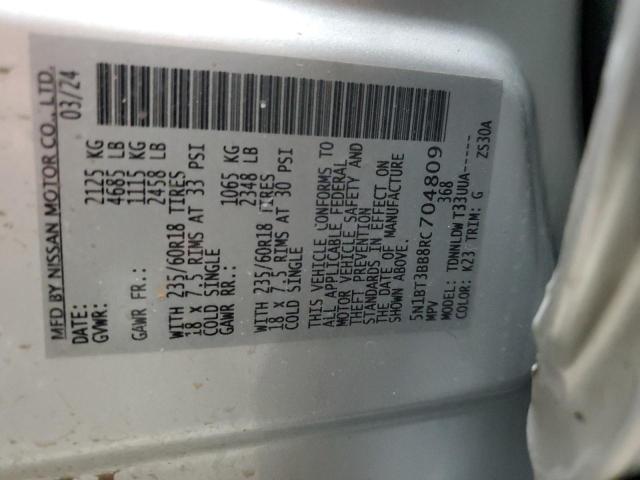 MFD BY NISSAN MOTOR CO., LTD.
DATE: 03/24
GVWR: 2125 KG
4685 LB
GAWR FR.: 1115 KG
2458 LB
WITH 235/60R18 TIRES
18 x 7.5 RIMS AT 33 PSI
COLD SINGLE
GAWR RR.: 1065 KG
2348 LB
WITH 235/60R18 TIRES
18 x 7.5 RIMS AT 30 PSI
COLD SINGLE
THIS VEHICLE CONFORMS TO
ALL APPLICABLE FEDERAL
MOTOR VEHICLE SAFETY AND
THEFT PREVENTION
STANDARDS IN EFFECT ON
THE DATE OF MANUFACTURE
SHOWN ABOVE.
5N1BT3BB8RC704809
MPV 368
MODEL: TDNNLDWT33UUA-----
COLOR: K23 TRIM: G ZS30A